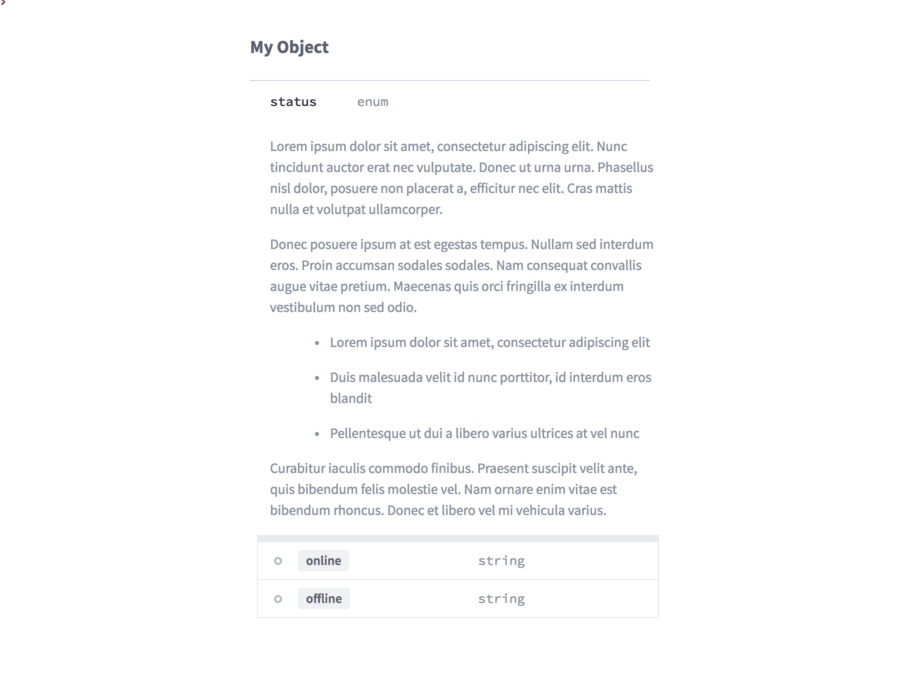 My Object
status enum
Lorem ipsum dolor sit amet, consectetur adipiscing elit. Nunc
tincidunt auctor erat nec vulputate. Donec ut urna urna. Phasellus
nisl dolor, posuere non placerat a, efficitur nec elit. Cras mattis
nulla et volutpat ullamcorper.
Donec posuere ipsum at est egestas tempus. Nullam sed interdum
eros. Proin accumsan sodales sodales. Nam consequat convallis
augue vitae pretium. Maecenas quis orci fringilla ex interdum
vestibulum non sed odio.
• Lorem ipsum dolor sit amet, consectetur adipiscing elit
• Duis malesuada velit id nunc porttitor, id interdum eros
blandit
• Pellentesque ut dui a libero varius ultrices at vel nunc
Curabitur iaculis commodo finibus. Praesent suscipit velit ante,
quis bibendum felis molestie vel. Nam ornare enim vitae est
bibendum rhoncus. Donec et libero vel mi vehicula varius.
online string
offline string